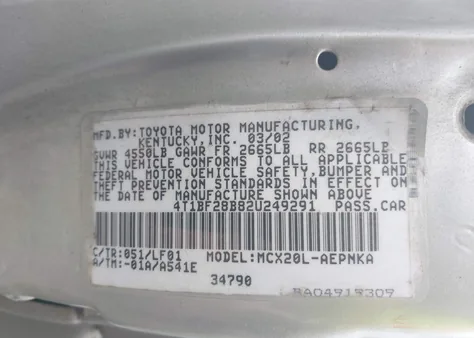 MFD.BY:TOYOTA MOTOR MANUFACTURING,
KENTUCKY, INC. 03/02
GVWR 4550LB GAWR FR 2665LB RR 2665LB
THIS VEHICLE CONFORMS TO ALL APPLICABLE
FEDERAL MOTOR VEHICLE SAFETY,BUMPER AND
THEFT PREVENTION STANDARDS IN EFFECT ON
THE DATE OF MANUFACTURE SHOWN ABOVE
4T1BF28B82U249291 PASS.CAR
C/TR:051/LF01 MODEL:MCX20L-AEPNKA
A/TM:-01A/A541E
34790